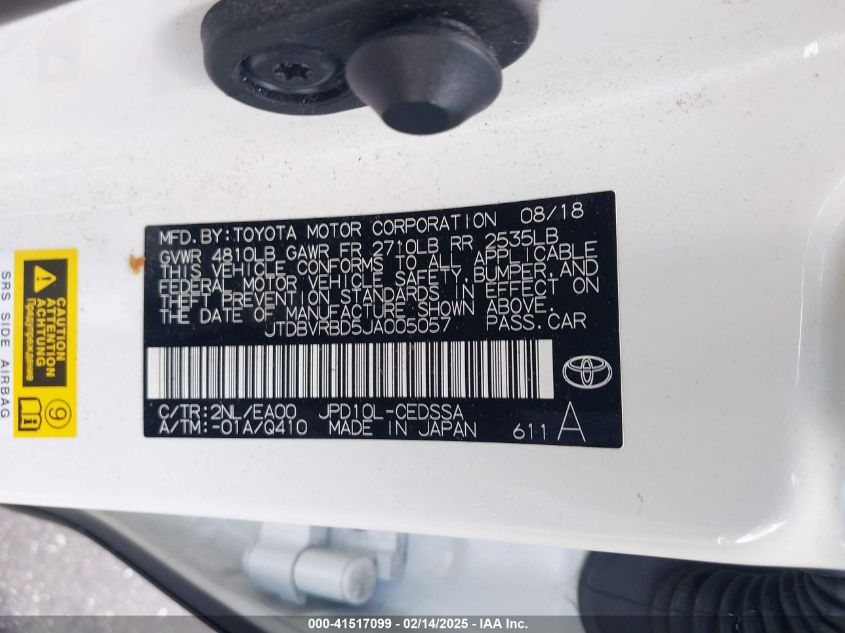 MFD. BY: TOYOTA MOTOR CORPORATION 08/18
GVWR 4810LB GAWR FR 2710LB RR 2535LB
THIS VEHICLE CONFORMS TO ALL APPLICABLE
FEDERAL MOTOR VEHICLE SAFETY, BUMPER, AND
THEFT PREVENTION STANDARDS IN EFFECT ON
THE DATE OF MANUFACTURE SHOWN ABOVE.
JTDBVRBD5JA005057 PASS. CAR
C/TR: 2NL/EA00 JPD10L-CEDSSA
A/TM: -01A/Q410 MADE IN JAPAN 611 A
CAUTION
ATTENTION
ACHTUNG
Предупреждение
9
SRS SIDE AIRBAG
000-41517099 - 02/14/2025 - IAA Inc.